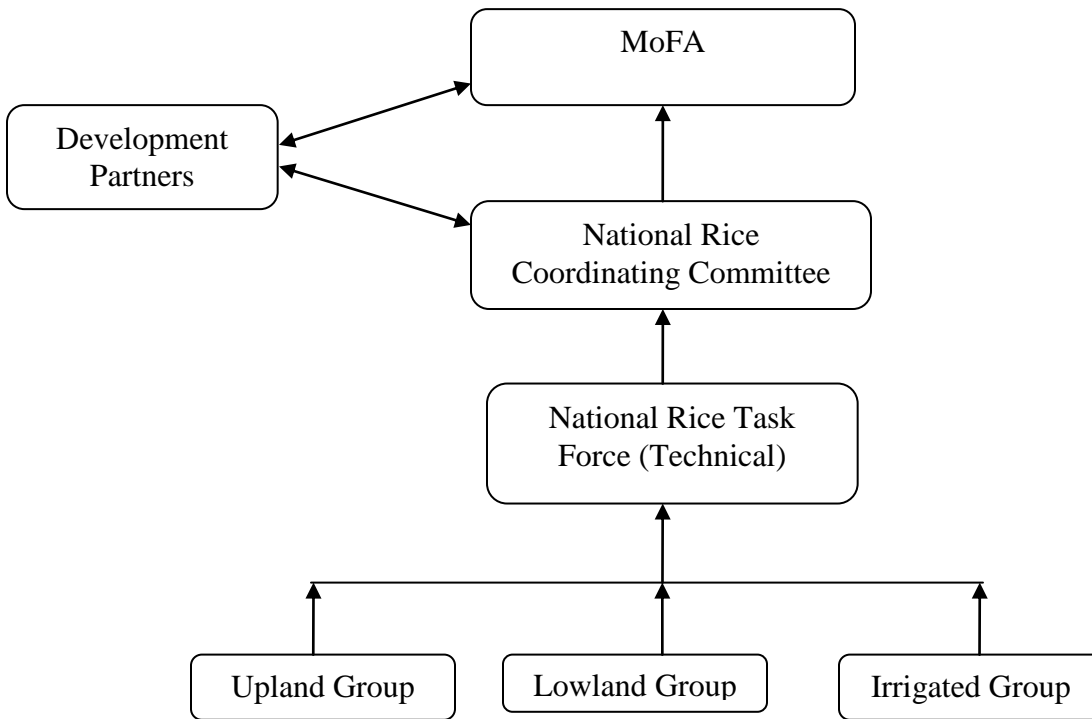 MoFA
Development
Partners
National Rice
Coordinating Committee
National Rice Task
Force (Technical)
Upland Group
Lowland Group
Irrigated Group